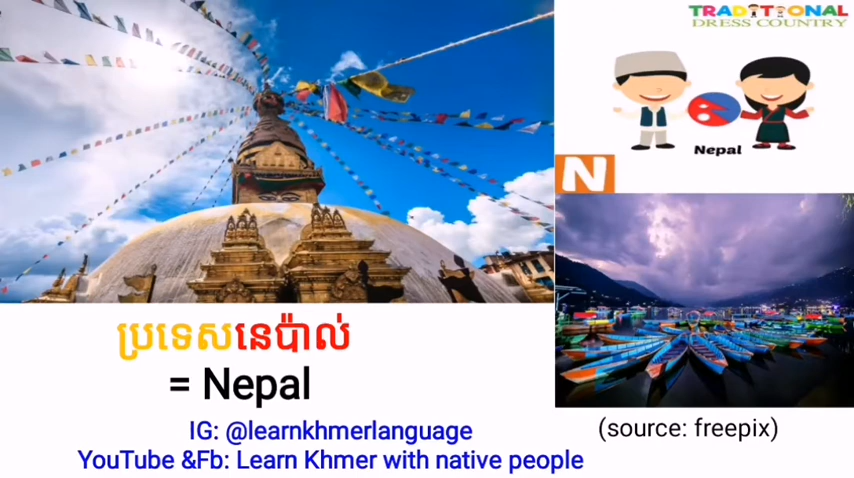 TRADITIONAL
DRESS COUNTRY
Nepal
N
ប្រទេសនេប៉ាល់
= Nepal
IG: @learnkhmerlanguage
(source: freepix)
YouTube &Fb: Learn Khmer with native people